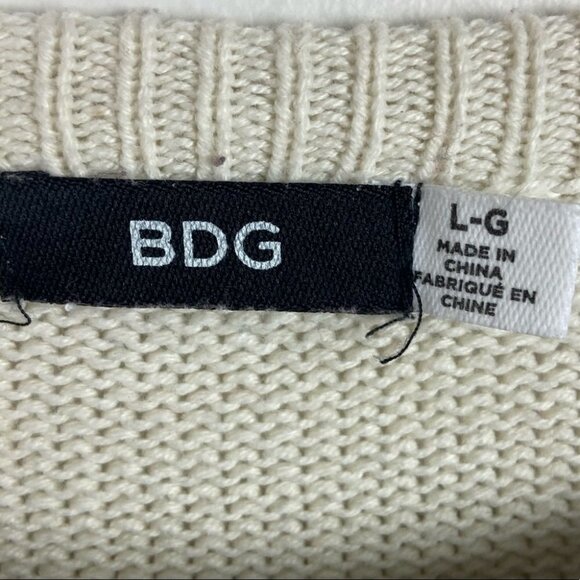 BDG
L-G
MADE IN
CHINA
FABRIQUÉ EN
CHINE